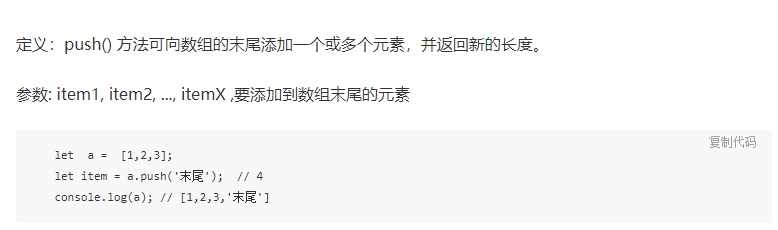 定义：push() 方法可向数组的末尾添加一个或多个元素，并返回新的长度。
参数: item1, item2, ..., itemX ,要添加到数组末尾的元素
复制代码
let  a =  [1,2,3];
let item = a.push('末尾');  // 4
console.log(a); // [1,2,3,'末尾']